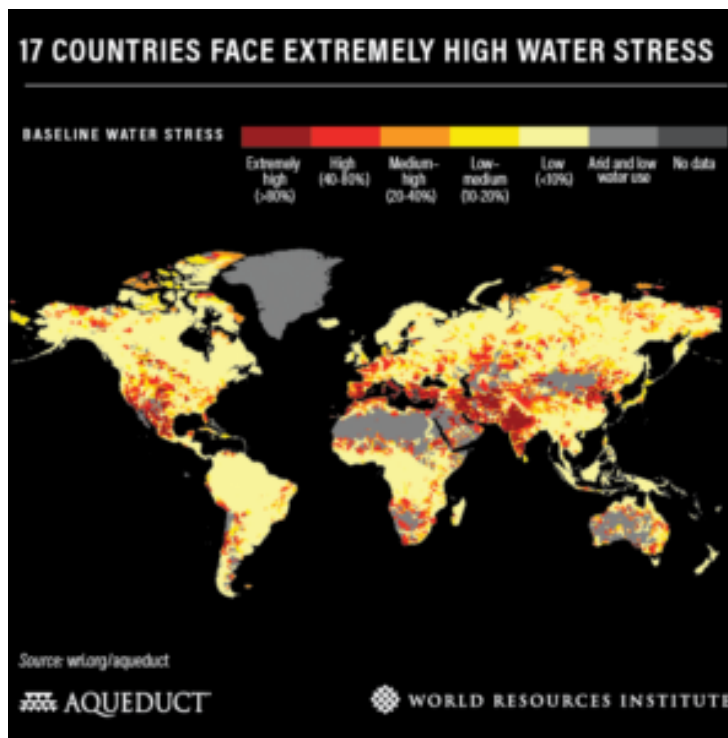 17 COUNTRIES FACE EXTREMELY HIGH WATER STRESS
BASELINE WATER STRESS
Extremely high (>80%)
High (40-80%)
Medium-high (20-40%)
Low-medium (10-20%)
Low (<10%)
Arid and low water use
No data
Source: wri.org/aqueduct
AQUEDUCT
WORLD RESOURCES INSTITUTE